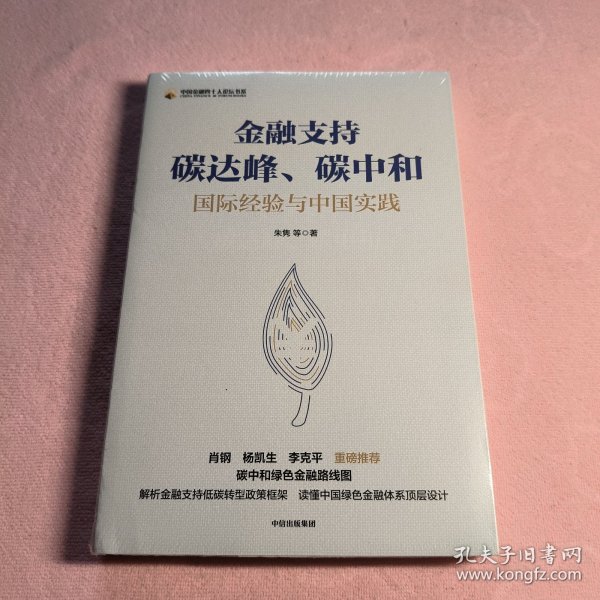 中国金融四十人论坛书系
金融支持
碳达峰、碳中和
国际经验与中国实践
朱隽 等◎著
肖钢 杨凯生 李克平 重磅推荐
碳中和绿色金融路线图
解析金融支持低碳转型政策框架 读懂中国绿色金融体系顶层设计
中信出版集团
孔夫子旧书网
www.kongfz.com